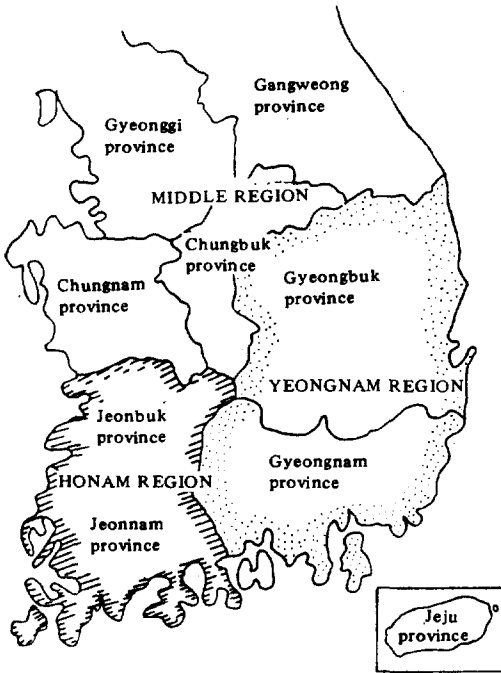 Gangweong
province
Gyeonggi
province
MIDDLE REGION
Chungbuk
province
Chungnam
province
Gyeongbuk
province
YEONGNAM REGION
Jeonbuk
province
Gyeongnam
province
HONAM REGION
Jeonnam
province
Jeju
province